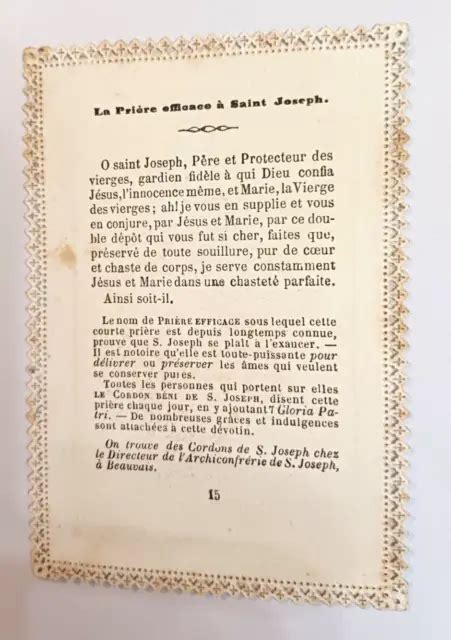 La Prière efficace à Saint Joseph.
O saint Joseph, Père et Protecteur des
vierges, gardien fidèle à qui Dieu confia
Jésus, l'innocence même, et Marie, la Vierge
des vierges; ah! je vous en supplie et vous
en conjure, par Jésus et Marie, par ce dou-
ble dépôt qui vous fut si cher, faites que,
préservé de toute souillure, pur de cœur
et chaste de corps, je serve constamment
Jésus et Marie dans une chasteté parfaite.
Ainsi soit-il.
Le nom de PRIÈRE EFFICACE sous lequel cette
courte prière est depuis longtemps connue,
prouve que S. Joseph se plaît à l'exaucer. —
Il est notoire qu'elle est toute-puissante pour
délivrer ou préserver les âmes qui veulent
se conserver pures.
Toutes les personnes qui portent sur elles
LE CORDON BÉNI DE S. JOSEPH, disent cette
prière chaque jour, en y ajoutant 7 Gloria Pa-
tri. — De nombreuses grâces et indulgences
sont attachées à cette dévotin.
On trouve des Cordons de S. Joseph chez
le Directeur de l'Archiconfrérie de S. Joseph,
à Beauvais.
15